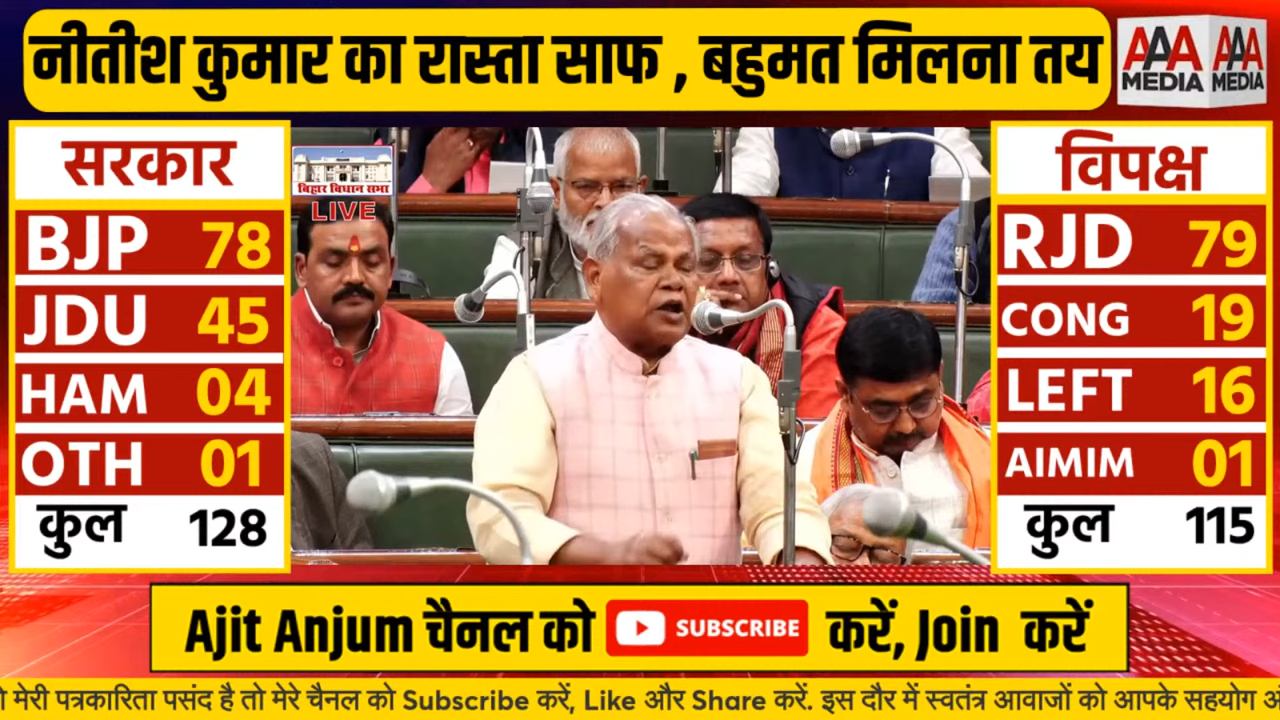 नीतीश कुमार का रास्ता साफ , बहुमत मिलना तय
AAA MEDIA
AAA MEDIA
सरकार
BJP 78
JDU 45
HAM 04
OTH 01
कुल 128
बिहार विधान सभा
LIVE
विपक्ष
RJD 79
CONG 19
LEFT 16
AIMIM 01
कुल 115
Ajit Anjum चैनल को SUBSCRIBE करें, Join करें
मेरी पत्रकारिता पसंद है तो मेरे चैनल को Subscribe करें, Like और Share करें. इस दौर में स्वतंत्र आवाजों को आपके सहयोग